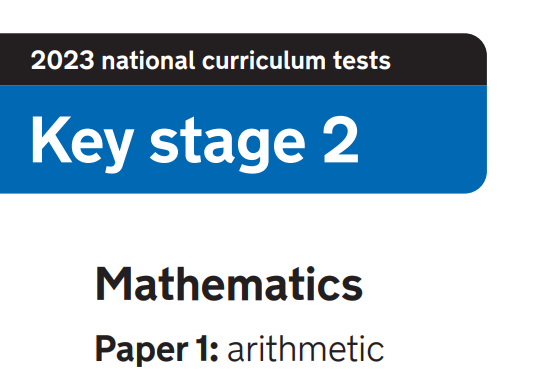 2023 national curriculum tests
Key stage 2
Mathematics
Paper 1: arithmetic